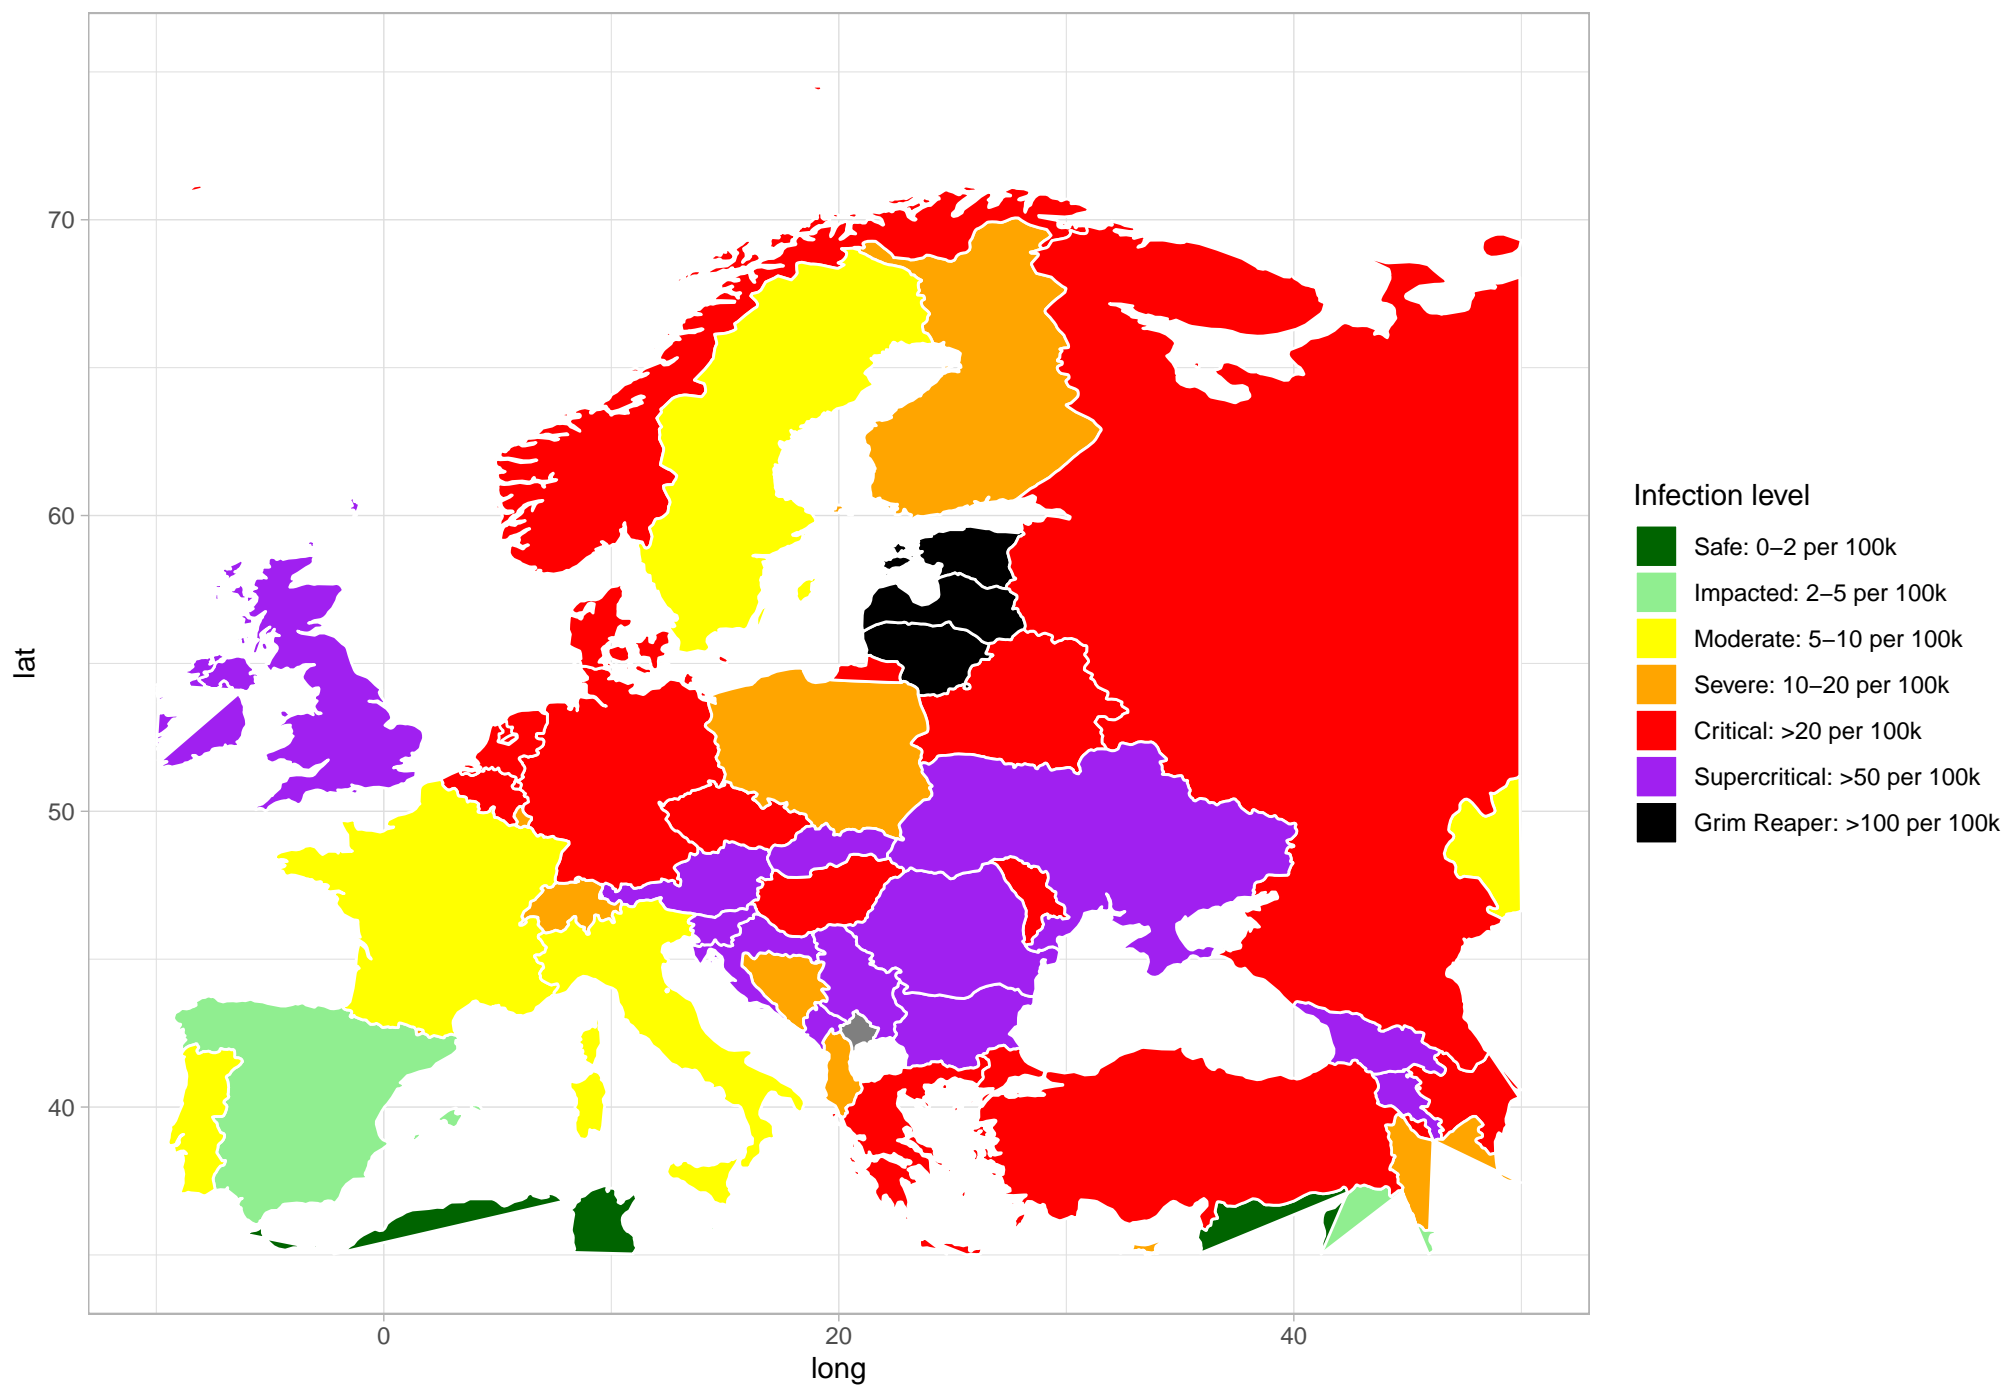 70
60
50
40
lat
0
20
40
long
Infection level
Safe: 0–2 per 100k
Impacted: 2–5 per 100k
Moderate: 5–10 per 100k
Severe: 10–20 per 100k
Critical: >20 per 100k
Supercritical: >50 per 100k
Grim Reaper: >100 per 100k